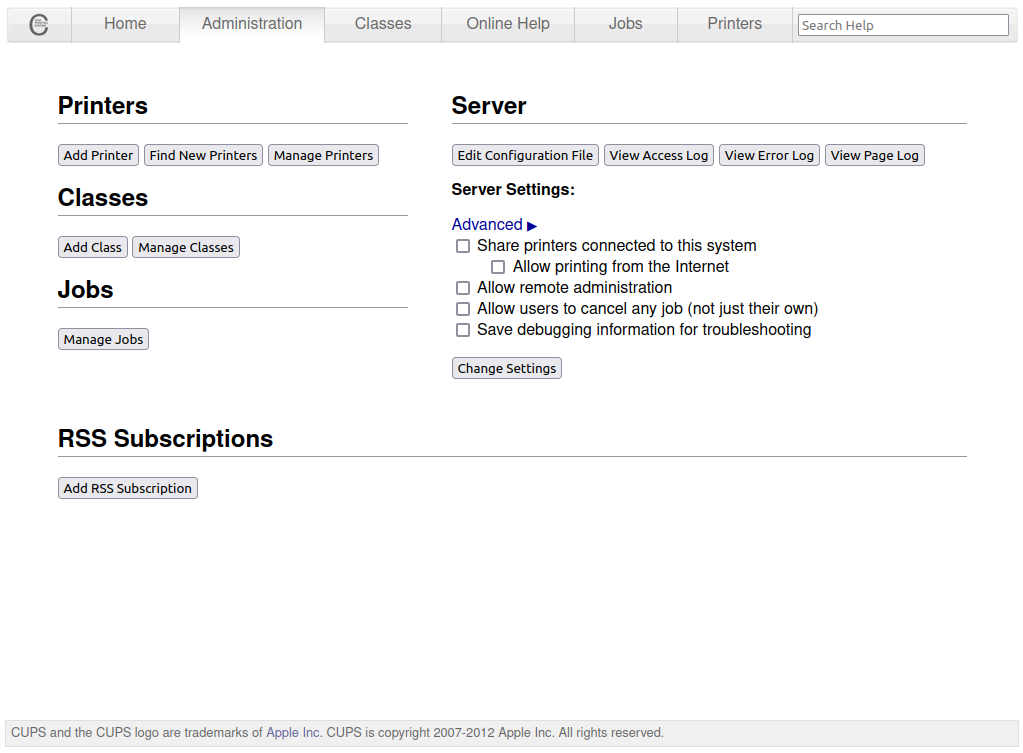 Home Administration Classes Online Help Jobs Printers Search Help
Printers
Add Printer Find New Printers Manage Printers
Classes
Add Class Manage Classes
Jobs
Manage Jobs
Server
Edit Configuration File View Access Log View Error Log View Page Log
Server Settings:
Advanced ▶
Share printers connected to this system
Allow printing from the Internet
Allow remote administration
Allow users to cancel any job (not just their own)
Save debugging information for troubleshooting
Change Settings
RSS Subscriptions
Add RSS Subscription
CUPS and the CUPS logo are trademarks of Apple Inc. CUPS is copyright 2007-2012 Apple Inc. All rights reserved.